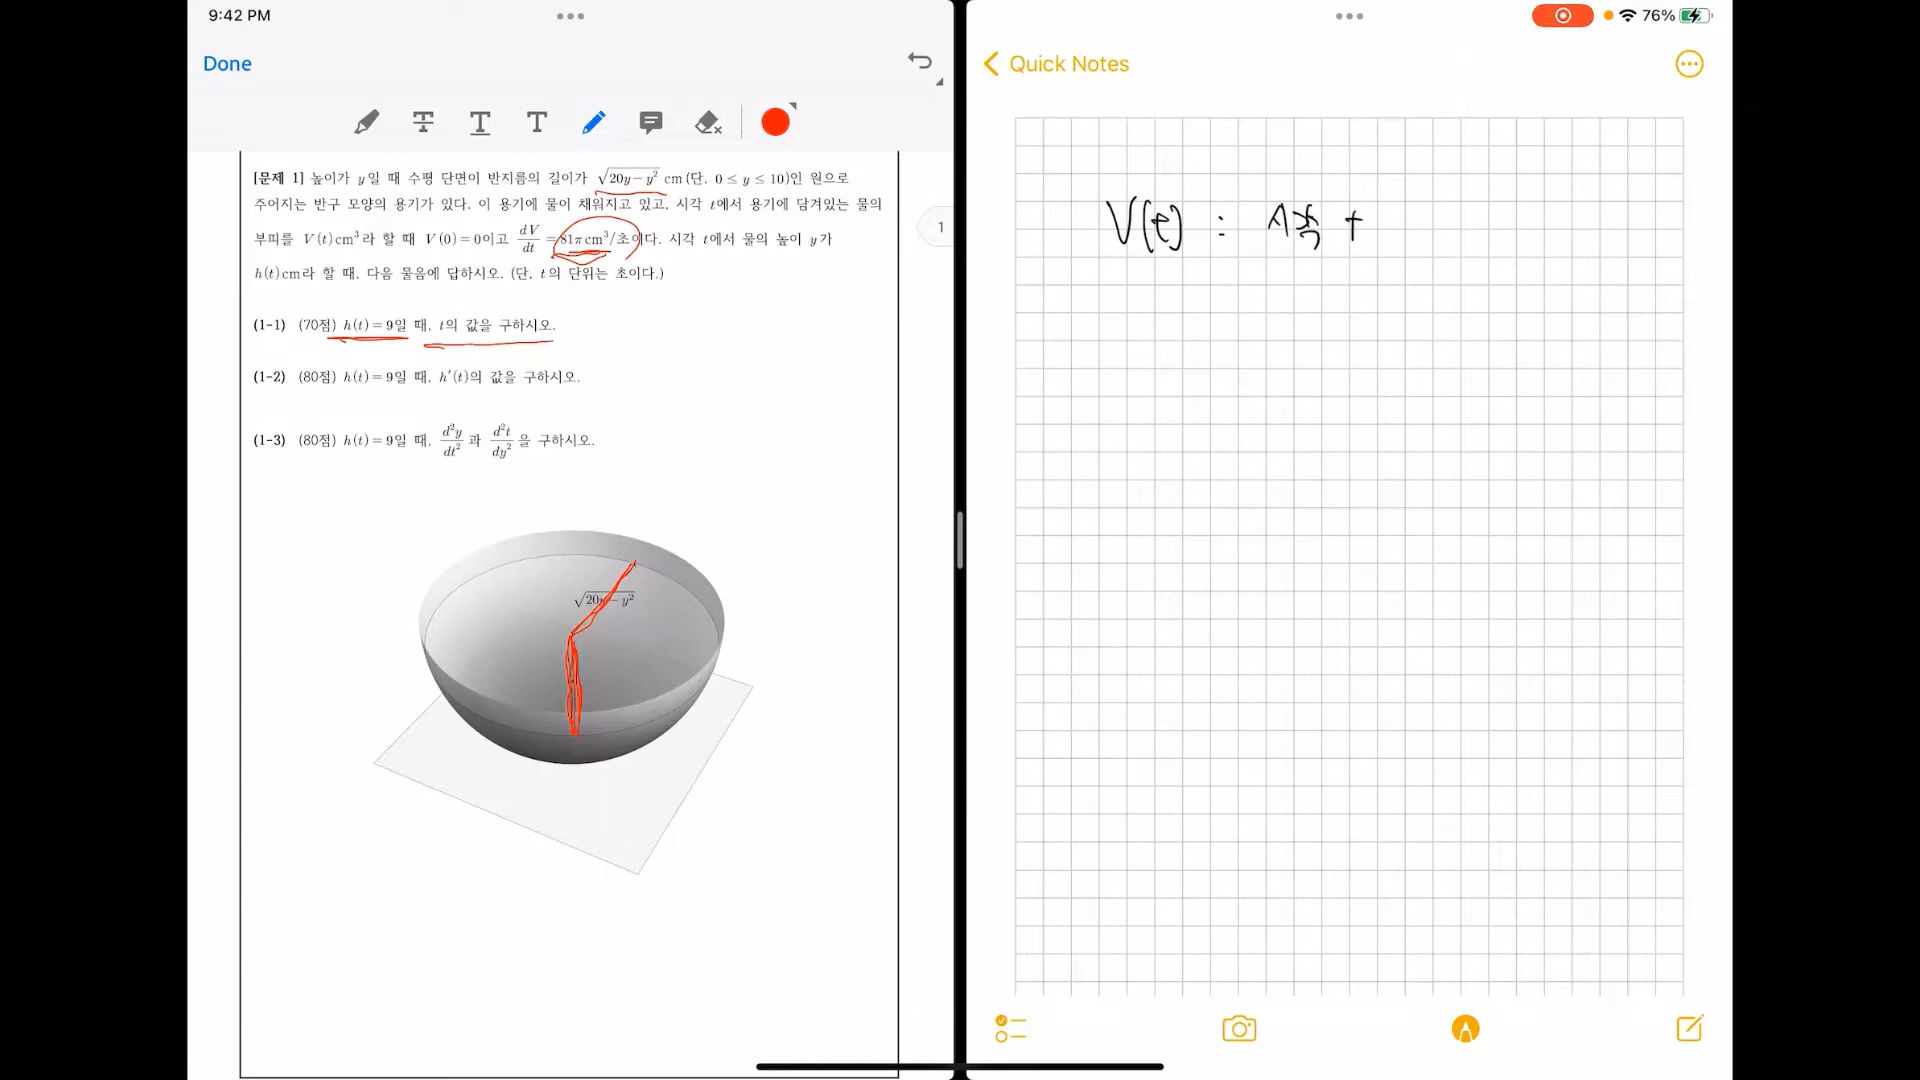 9:42 PM
76%
Done
Quick Notes
[문제 1] 높이가 y일 때 수평 단면이 반지름의 길이가 √(20y−y²) cm(단, 0 ≤ y ≤ 10)인 원으로
주어지는 반구 모양의 용기가 있다. 이 용기에 물이 채워지고 있고, 시각 t에서 용기에 담겨있는 물의
부피를 V(t)cm³라 할 때 V(0)=0이고 dV/dt = 81π cm³/초이다. 시각 t에서 물의 높이 y가
h(t)cm라 할 때, 다음 물음에 답하시오. (단, t의 단위는 초이다.)
(1-1) (70점) h(t)=9일 때, t의 값을 구하시오.
(1-2) (80점) h(t)=9일 때, h′(t)의 값을 구하시오.
(1-3) (80점) h(t)=9일 때, d²y/dt² 과 d²t/dy² 을 구하시오.
√(20y−y²)
1
V(t) : 시각 t